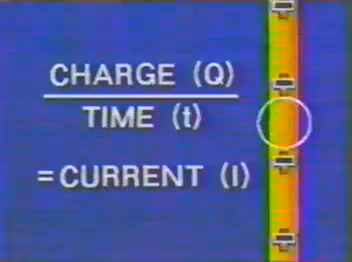 CHARGE (Q)
TIME (t)
=CURRENT (I)